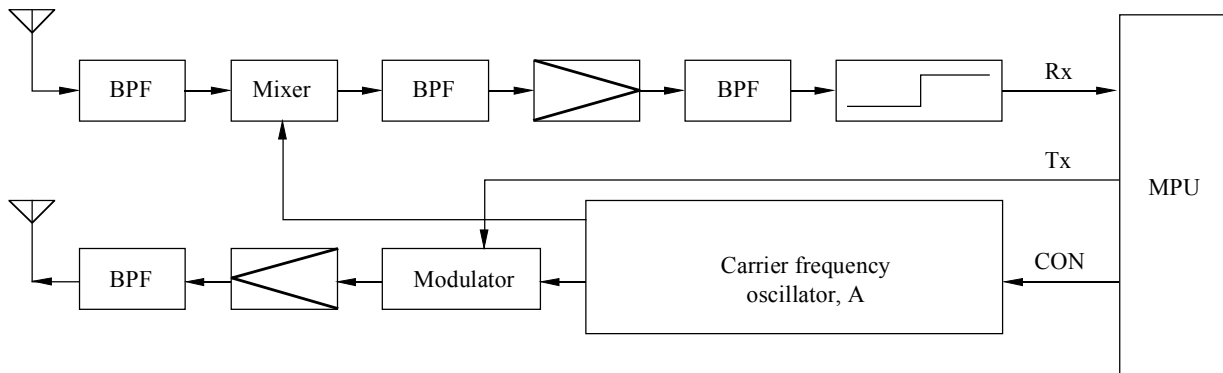 BPF
Mixer
BPF
BPF
Rx
Tx
MPU
BPF
Modulator
Carrier frequency
oscillator, A
CON